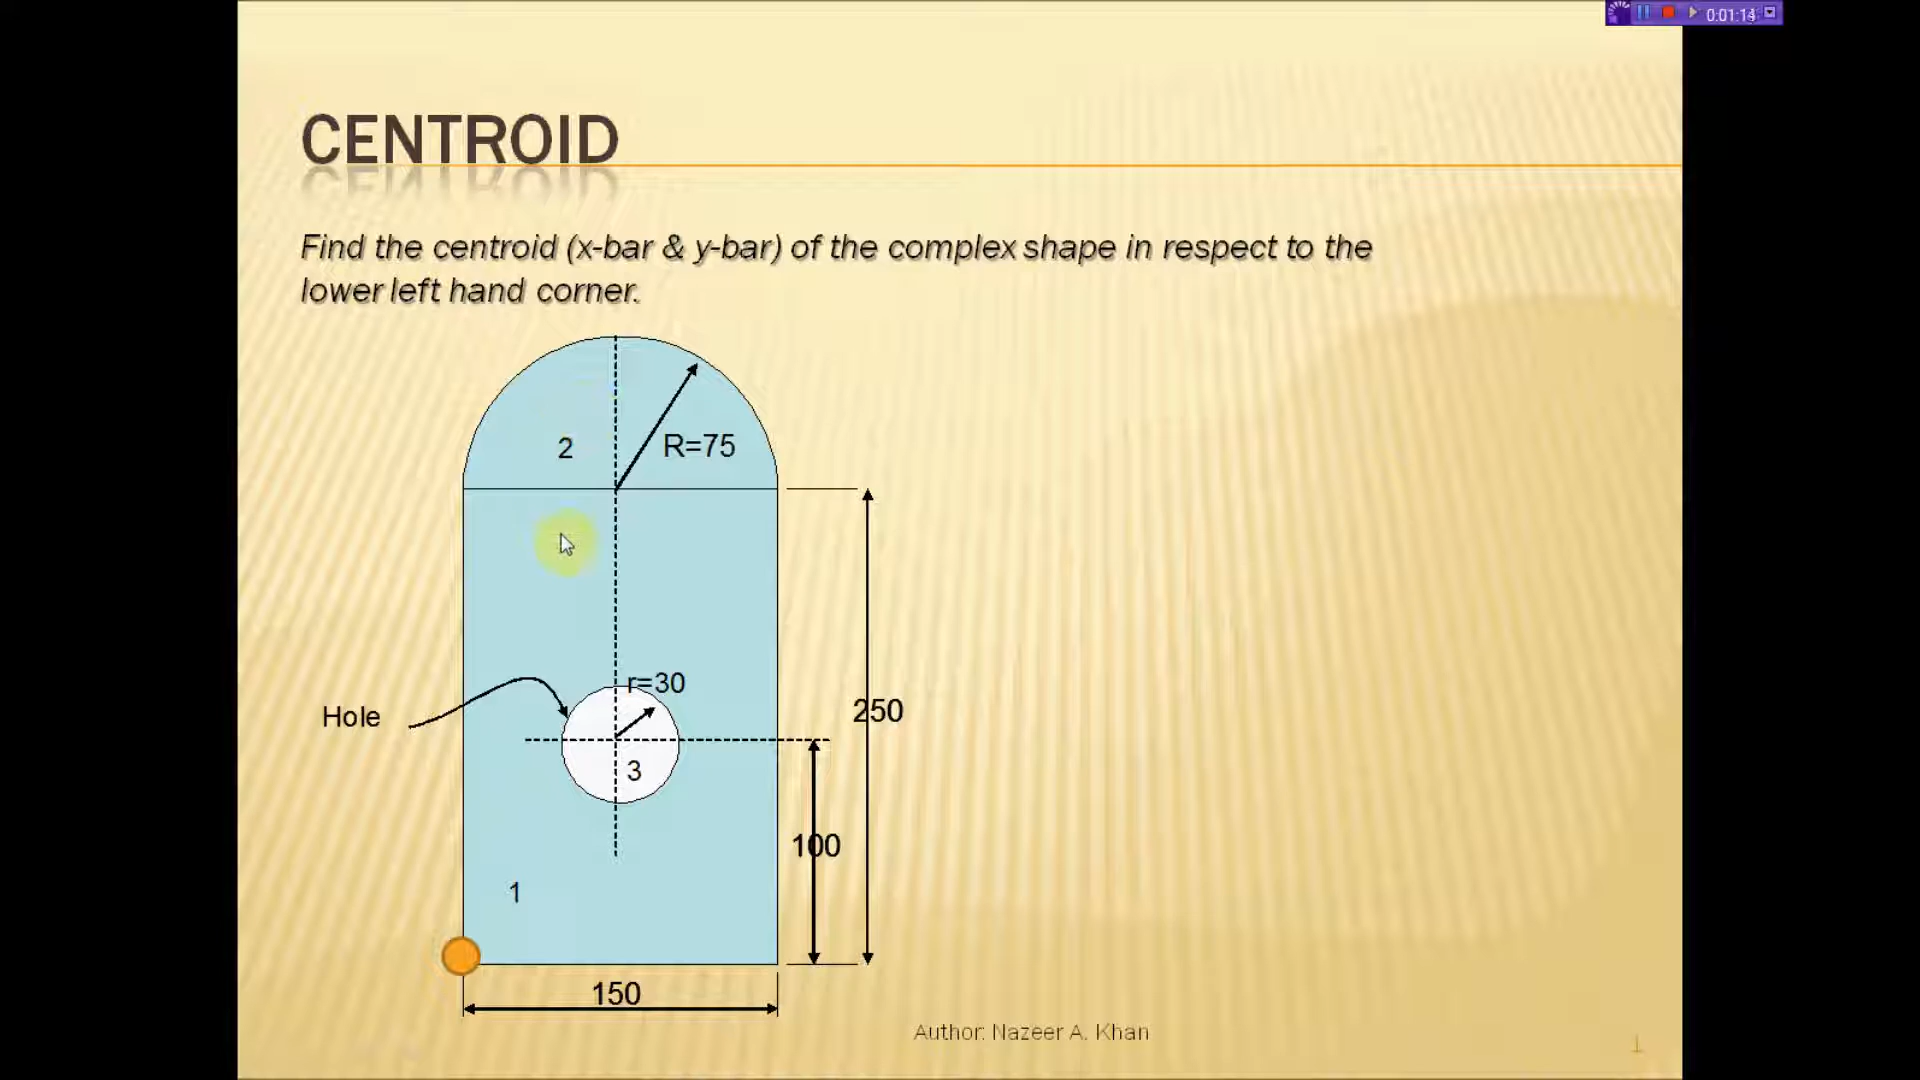 0:01:14
CENTROID
Find the centroid (x-bar & y-bar) of the complex shape in respect to the
lower left hand corner.
2
R=75
r=30
Hole
250
3
100
1
150
Author: Nazeer A. Khan
1